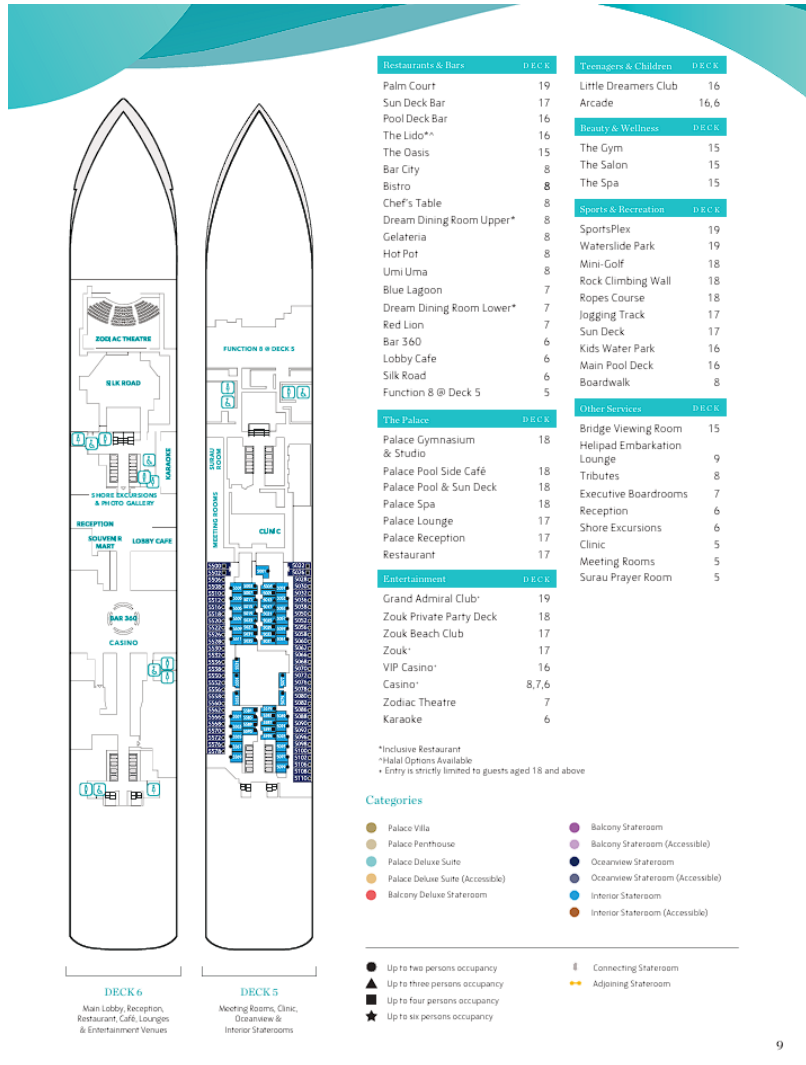 ZODIAC THEATRE
SILK ROAD
KARAOKE
SHORE EXCURSIONS
& PHOTO GALLERY
RECEPTION
SOUVENIR
MART
LOBBY CAFE
BAR 360
CASINO
DECK 6
Main Lobby, Reception,
Restaurant, Café, Lounges
& Entertainment Venues
FUNCTION 8 @ DECK 5
SURAU
ROOM
MEETING ROOMS
CLINIC
DECK 5
Meeting Rooms, Clinic,
Oceanview &
Interior Staterooms
Restaurants & Bars DECK
Palm Court 19
Sun Deck Bar 17
Pool Deck Bar 16
The Lido*^ 16
The Oasis 15
Bar City 8
Bistro 8
Chef's Table 8
Dream Dining Room Upper* 8
Gelateria 8
Hot Pot 8
Umi Uma 8
Blue Lagoon 7
Dream Dining Room Lower* 7
Red Lion 7
Bar 360 6
Lobby Cafe 6
Silk Road 6
Function 8 @ Deck 5 5
The Palace DECK
Palace Gymnasium 18
& Studio
Palace Pool Side Café 18
Palace Pool & Sun Deck 18
Palace Spa 18
Palace Lounge 17
Palace Reception 17
Restaurant 17
Entertainment DECK
Grand Admiral Club+ 19
Zouk Private Party Deck 18
Zouk Beach Club 17
Zouk+ 17
VIP Casino+ 16
Casino+ 8,7,6
Zodiac Theatre 7
Karaoke 6
*Inclusive Restaurant
^Halal Options Available
+ Entry is strictly limited to guests aged 18 and above
Teenagers & Children DECK
Little Dreamers Club 16
Arcade 16,6
Beauty & Wellness DECK
The Gym 15
The Salon 15
The Spa 15
Sports & Recreation DECK
SportsPlex 19
Waterslide Park 19
Mini-Golf 18
Rock Climbing Wall 18
Ropes Course 18
Jogging Track 17
Sun Deck 17
Kids Water Park 16
Main Pool Deck 16
Boardwalk 8
Other Services DECK
Bridge Viewing Room 15
Helipad Embarkation
Lounge 9
Tributes 8
Executive Boardrooms 7
Reception 6
Shore Excursions 6
Clinic 5
Meeting Rooms 5
Surau Prayer Room 5
Categories
Palace Villa
Palace Penthouse
Palace Deluxe Suite
Palace Deluxe Suite (Accessible)
Balcony Deluxe Stateroom
Balcony Stateroom
Balcony Stateroom (Accessible)
Oceanview Stateroom
Oceanview Stateroom (Accessible)
Interior Stateroom
Interior Stateroom (Accessible)
Up to two persons occupancy
Up to three persons occupancy
Up to four persons occupancy
Up to six persons occupancy
Connecting Stateroom
Adjoining Stateroom
9